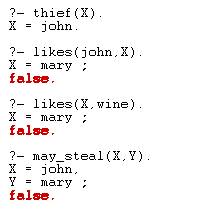 ?- thief(X).
X = john.
?- likes(john,X).
X = mary ;
false.
?- likes(X,wine).
X = mary ;
false.
?- may_steal(X,Y).
X = john,
Y = mary ;
false.